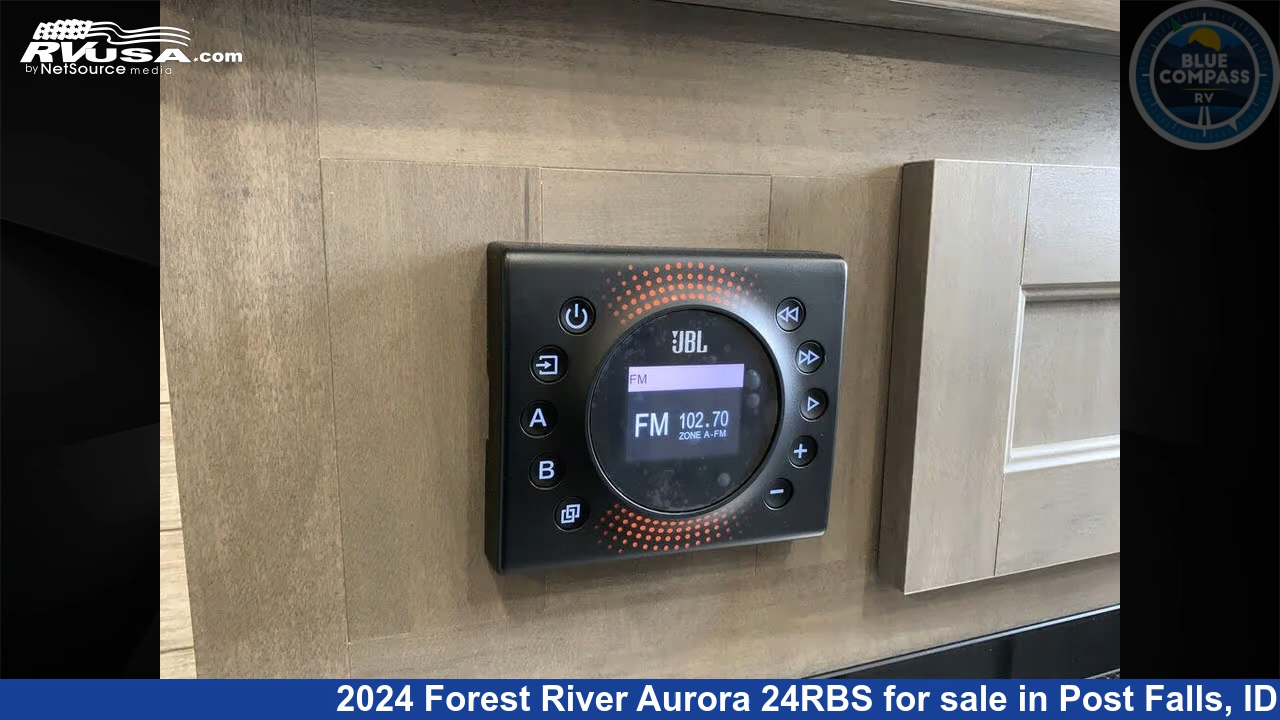 RVUSA.com
by NetSource media
BLUE
COMPASS
RV
JBL
FM
FM 102.70
ZONE A-FM
A
B
2024 Forest River Aurora 24RBS for sale in Post Falls, ID